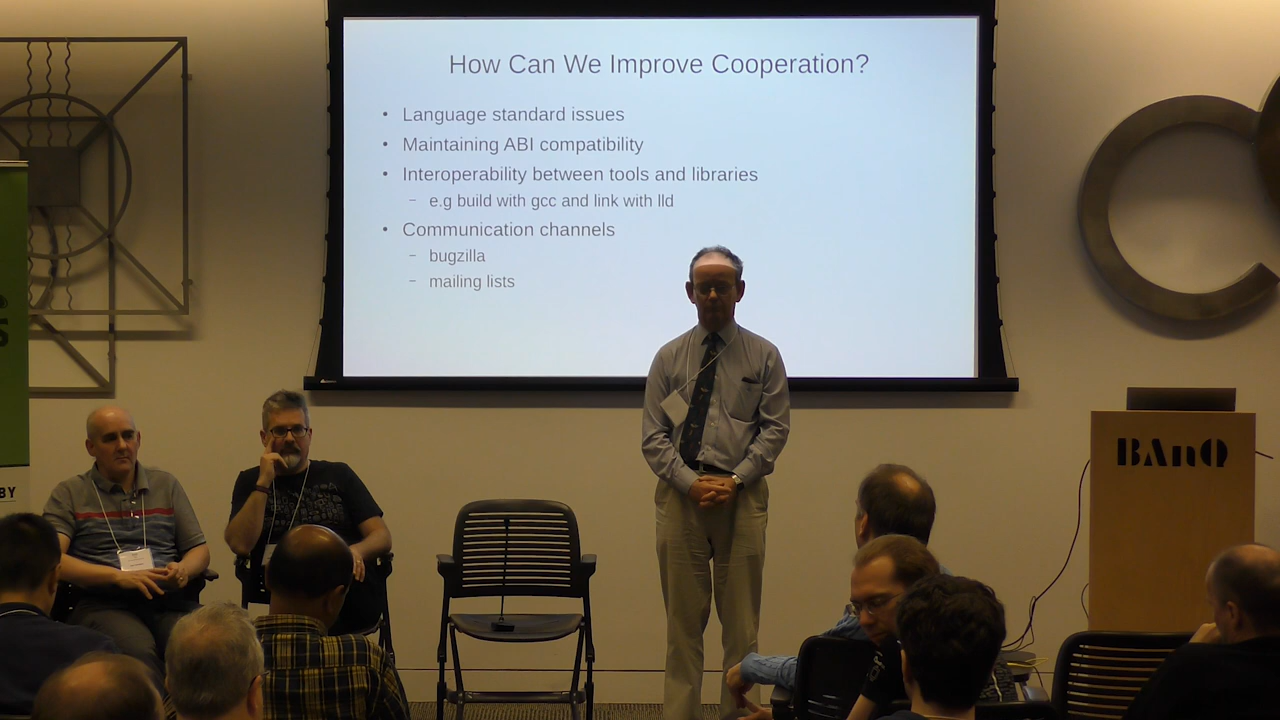 How Can We Improve Cooperation?
• Language standard issues
• Maintaining ABI compatibility
• Interoperability between tools and libraries
– e.g build with gcc and link with lld
• Communication channels
– bugzilla
– mailing lists
S
BY
BAnQ